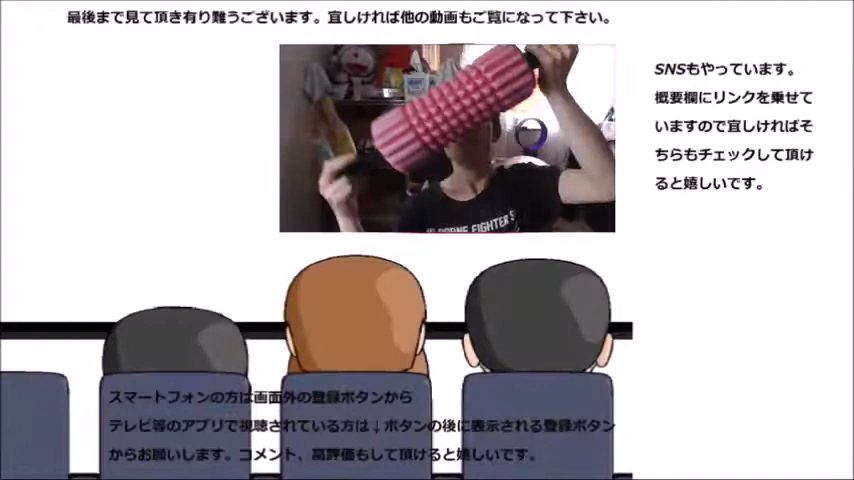 最後まで見て頂き有り難うございます。宜しければ他の動画もご覧になって下さい。
SNSもやっています。
概要欄にリンクを乗せて
いますので宜しければそ
ちらもチェックして頂け
ると嬉しいです。
FIGHTERS
スマートフォンの方は画面外の登録ボタンから
テレビ等のアプリで視聴されている方は↓ボタンの後に表示される登録ボタン
からお願いします。コメント、高評価もして頂けると嬉しいです。